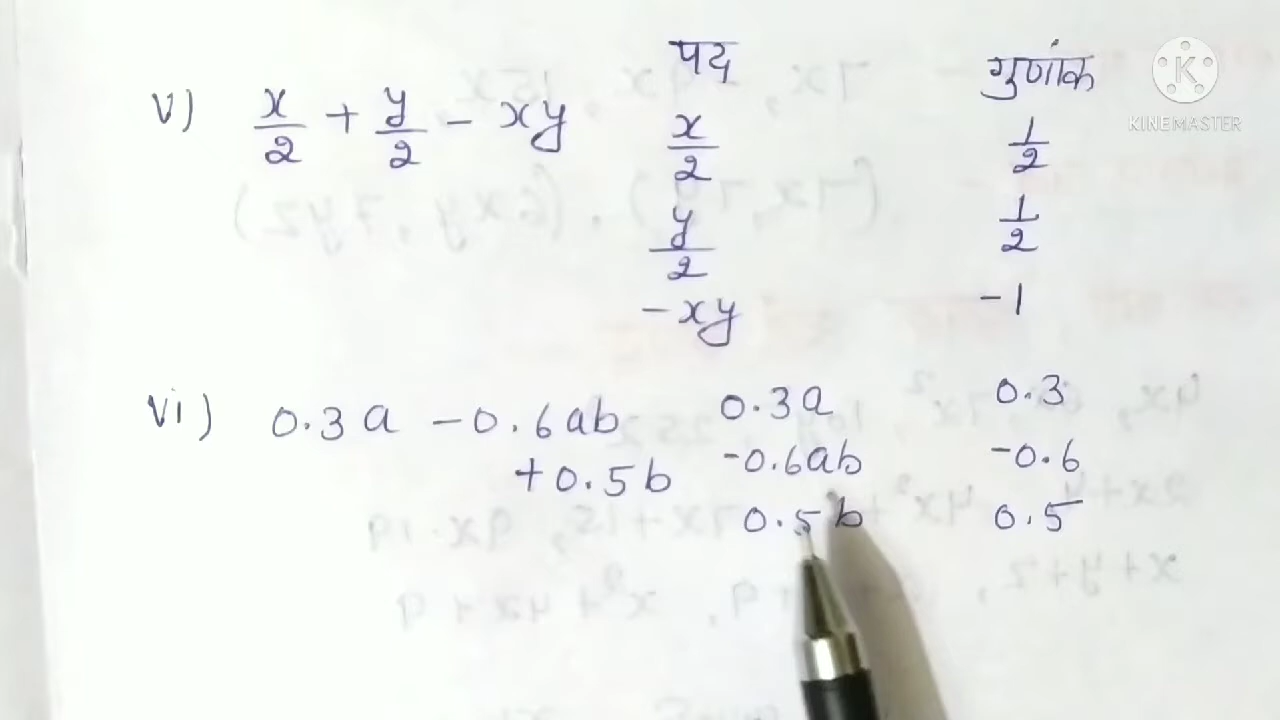 पद गुणांक
K
KINEMASTER
v) x/2 + y/2 - xy x/2 1/2
y/2 1/2
-xy -1
vi) 0.3a - 0.6ab 0.3a 0.3
+0.5b -0.6ab -0.6
0.5b 0.5